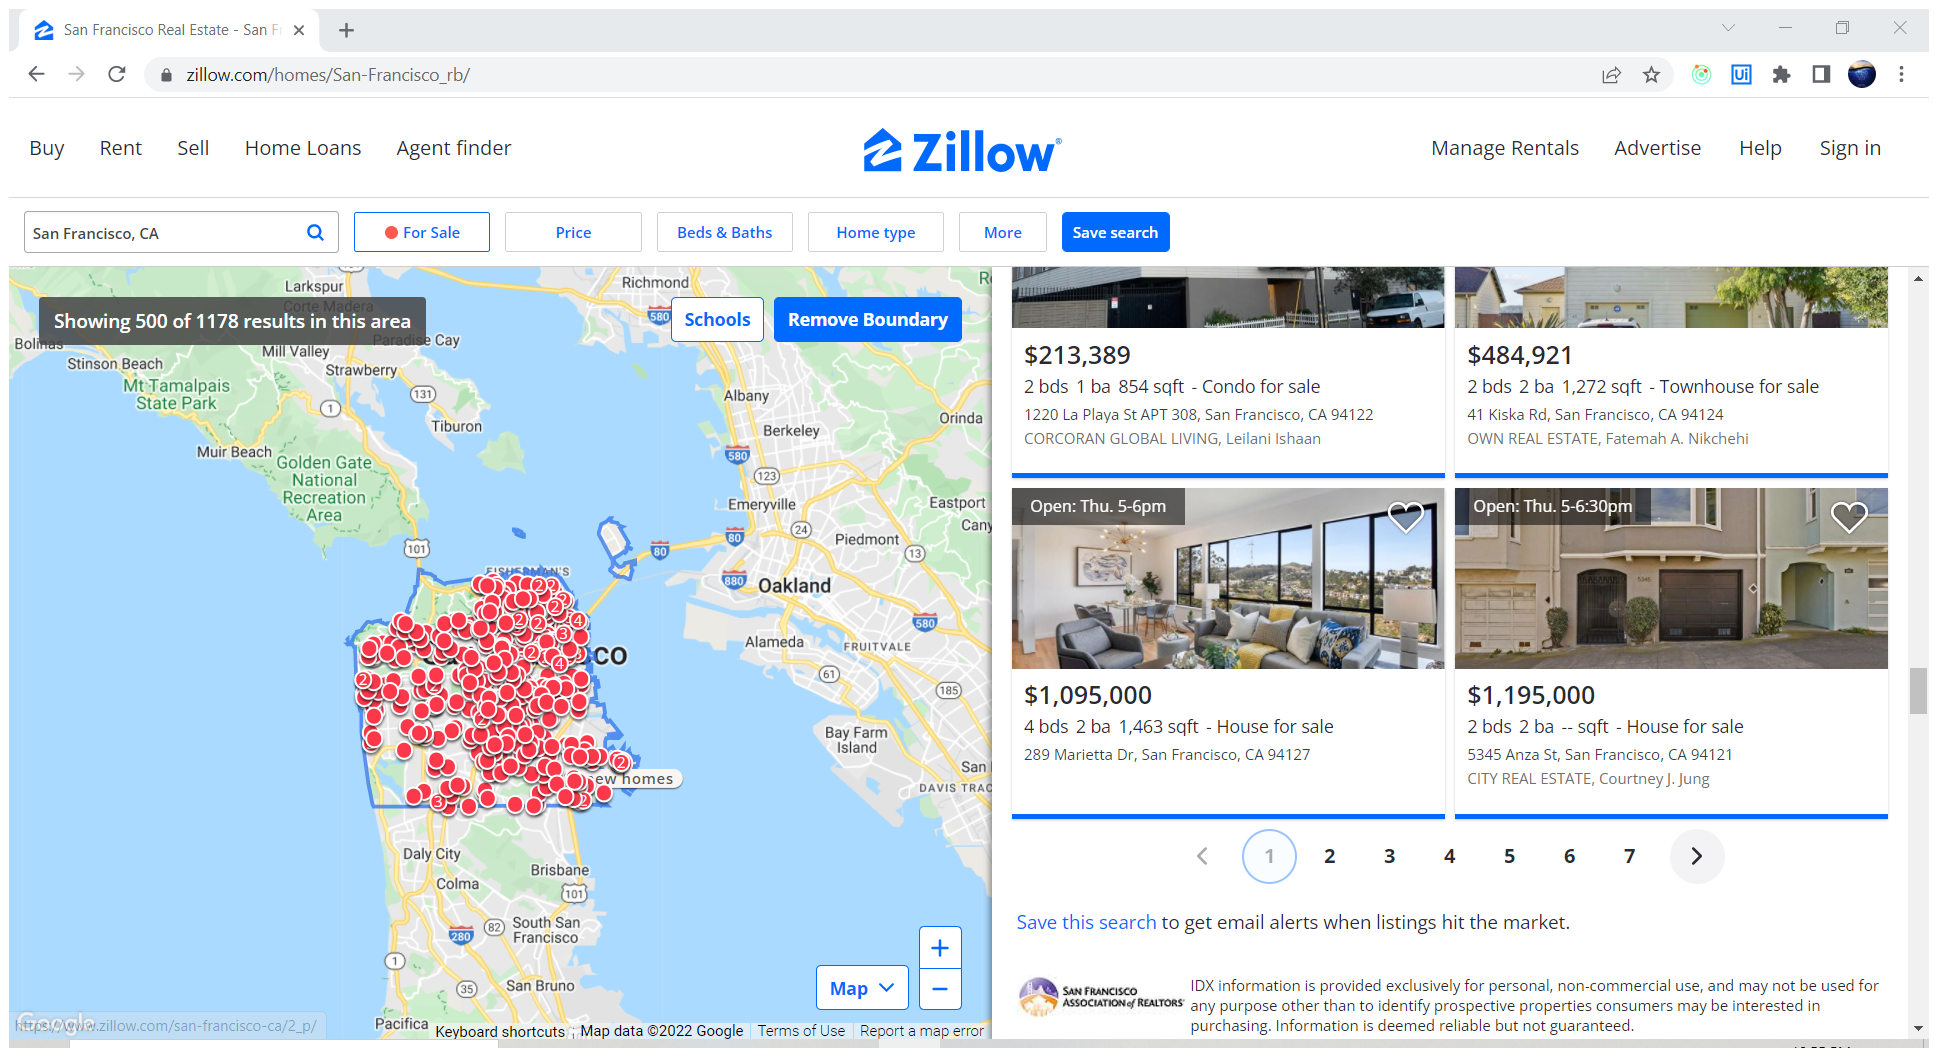 San Francisco Real Estate - San F
zillow.com/homes/San-Francisco_rb/
Ui
Buy
Rent
Sell
Home Loans
Agent finder
Zillow
Manage Rentals
Advertise
Help
Sign in
San Francisco, CA
For Sale
Price
Beds & Baths
Home type
More
Save search
Showing 500 of 1178 results in this area
Schools
Remove Boundary
Larkspur
Corte Madera
Richmond
580
Bolinas
Paradise Cay
Mill Valley
Stinson Beach
Strawberry
Mt Tamalpais
State Park
131
1
Albany
Orinda
Tiburon
Berkeley
Muir Beach
580
Golden Gate
National
Recreation
Area
123
Emeryville
Eastport
Cany
24
80
80
Piedmont
13
101
FISHERMAN'S
880
Oakland
580
Alameda
FRUITVALE
CO
61
185
Bay Farm
Island
San
ew homes
DAVIS TRAC
Daly City
Brisbane
Colma
101
82
South San
Francisco
280
1
35
San Bruno
Pacifica
Map
+
−
Google
https://www.zillow.com/san-francisco-ca/2_p/
Keyboard shortcuts
Map data ©2022 Google
Terms of Use
Report a map error
$213,389
2 bds 1 ba 854 sqft - Condo for sale
1220 La Playa St APT 308, San Francisco, CA 94122
CORCORAN GLOBAL LIVING, Leilani Ishaan
$484,921
2 bds 2 ba 1,272 sqft - Townhouse for sale
41 Kiska Rd, San Francisco, CA 94124
OWN REAL ESTATE, Fatemah A. Nikchehi
Open: Thu. 5-6pm
$1,095,000
4 bds 2 ba 1,463 sqft - House for sale
289 Marietta Dr, San Francisco, CA 94127
Open: Thu. 5-6:30pm
5345
$1,195,000
2 bds 2 ba -- sqft - House for sale
5345 Anza St, San Francisco, CA 94121
CITY REAL ESTATE, Courtney J. Jung
1 2 3 4 5 6 7
Save this search to get email alerts when listings hit the market.
SAN FRANCISCO
ASSOCIATION of REALTORS
IDX information is provided exclusively for personal, non-commercial use, and may not be used for
any purpose other than to identify prospective properties consumers may be interested in
purchasing. Information is deemed reliable but not guaranteed.